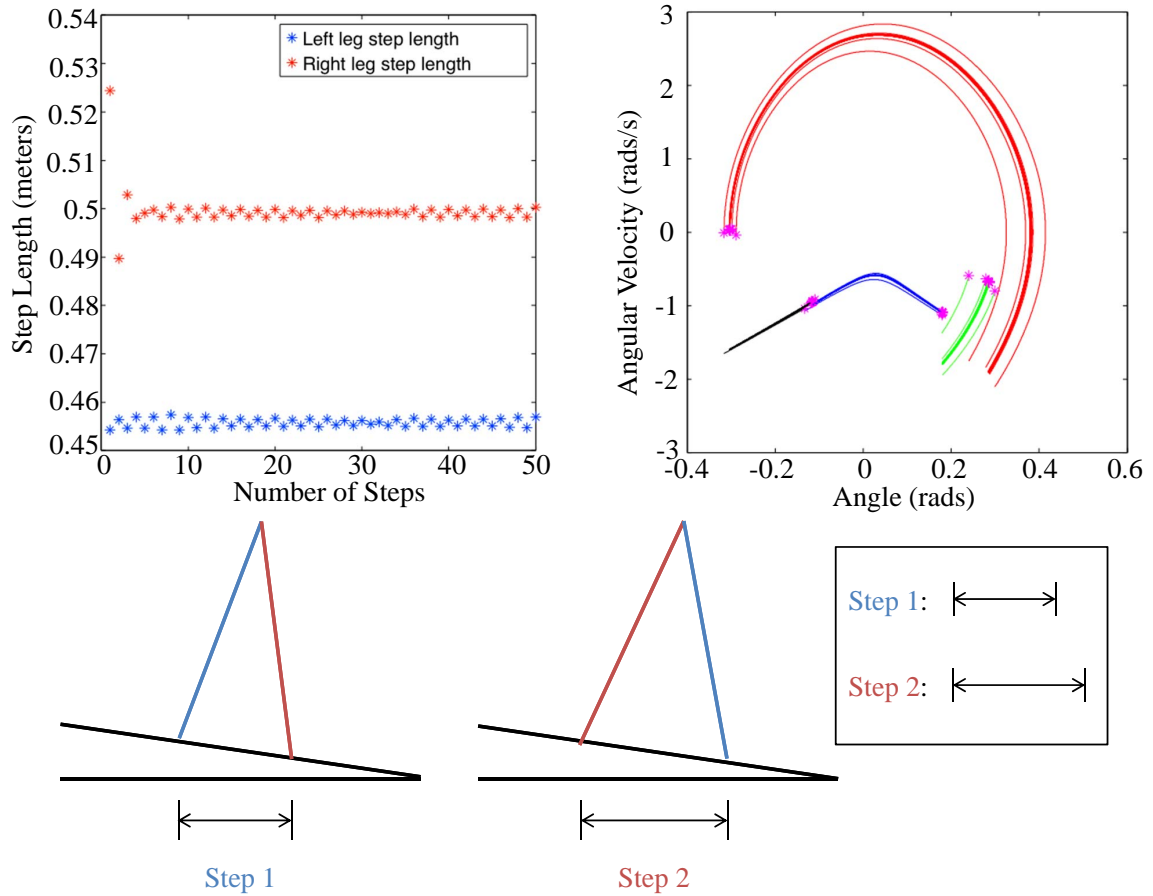 0.54
0.53
0.52
0.51
0.5
0.49
0.48
0.47
0.46
0.45
Step Length (meters)
Left leg step length
Right leg step length
0
10
20
30
40
50
Number of Steps
3
2
1
0
-1
-2
-3
Angular Velocity (rads/s)
-0.4
-0.2
0
0.2
0.4
0.6
Angle (rads)
Step 1
Step 2
Step 1:
Step 2: